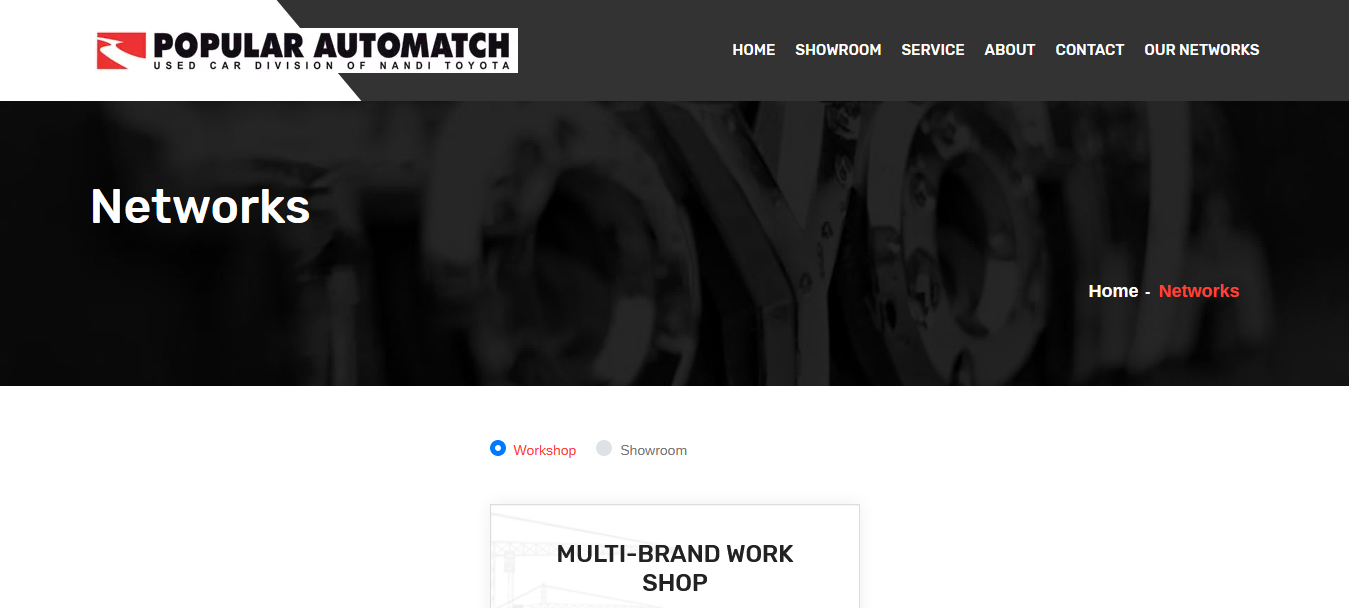 POPULAR AUTOMATCH
USED CAR DIVISION OF NANDI TOYOTA
HOME SHOWROOM SERVICE ABOUT CONTACT OUR NETWORKS
Networks
Home - Networks
Workshop Showroom
MULTI-BRAND WORK
SHOP